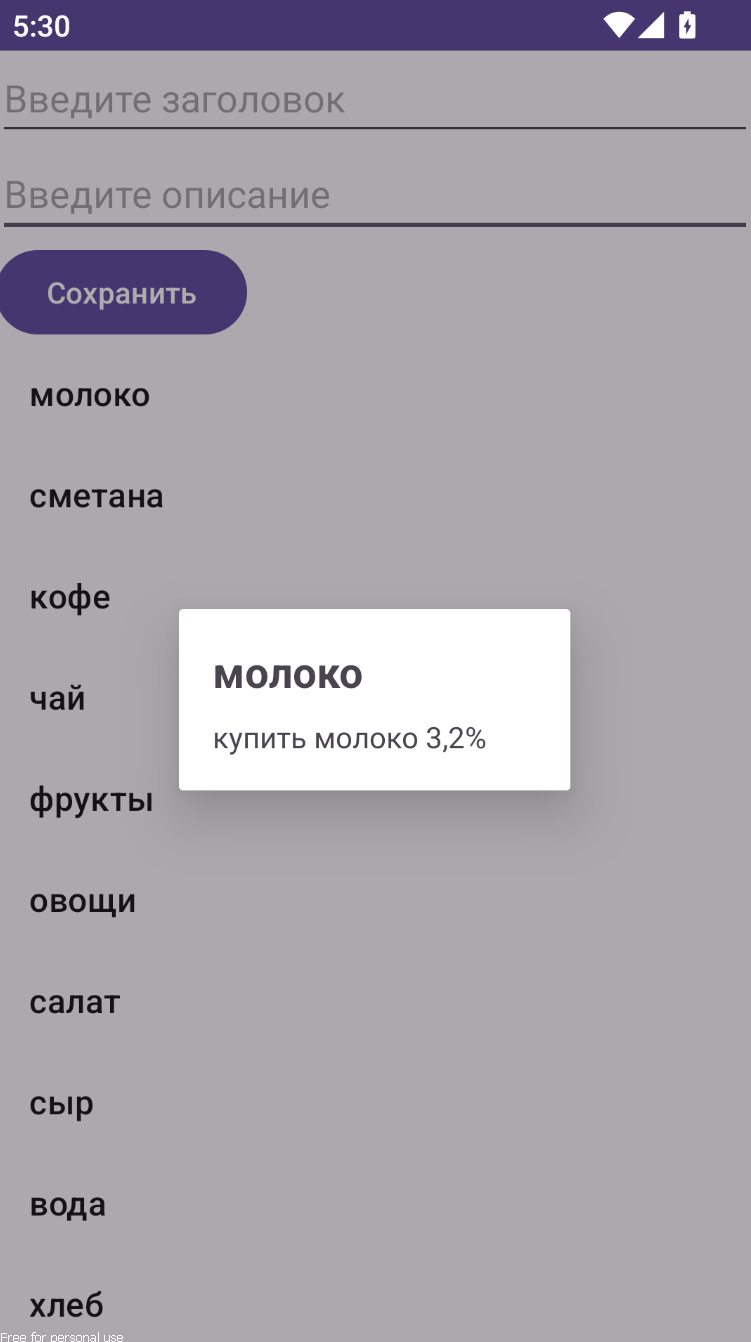 5:30
Введите заголовок
Введите описание
Сохранить
молоко
сметана
кофе
чай
фрукты
овощи
салат
сыр
вода
хлеб
молоко
купить молоко 3,2%
Free for personal use